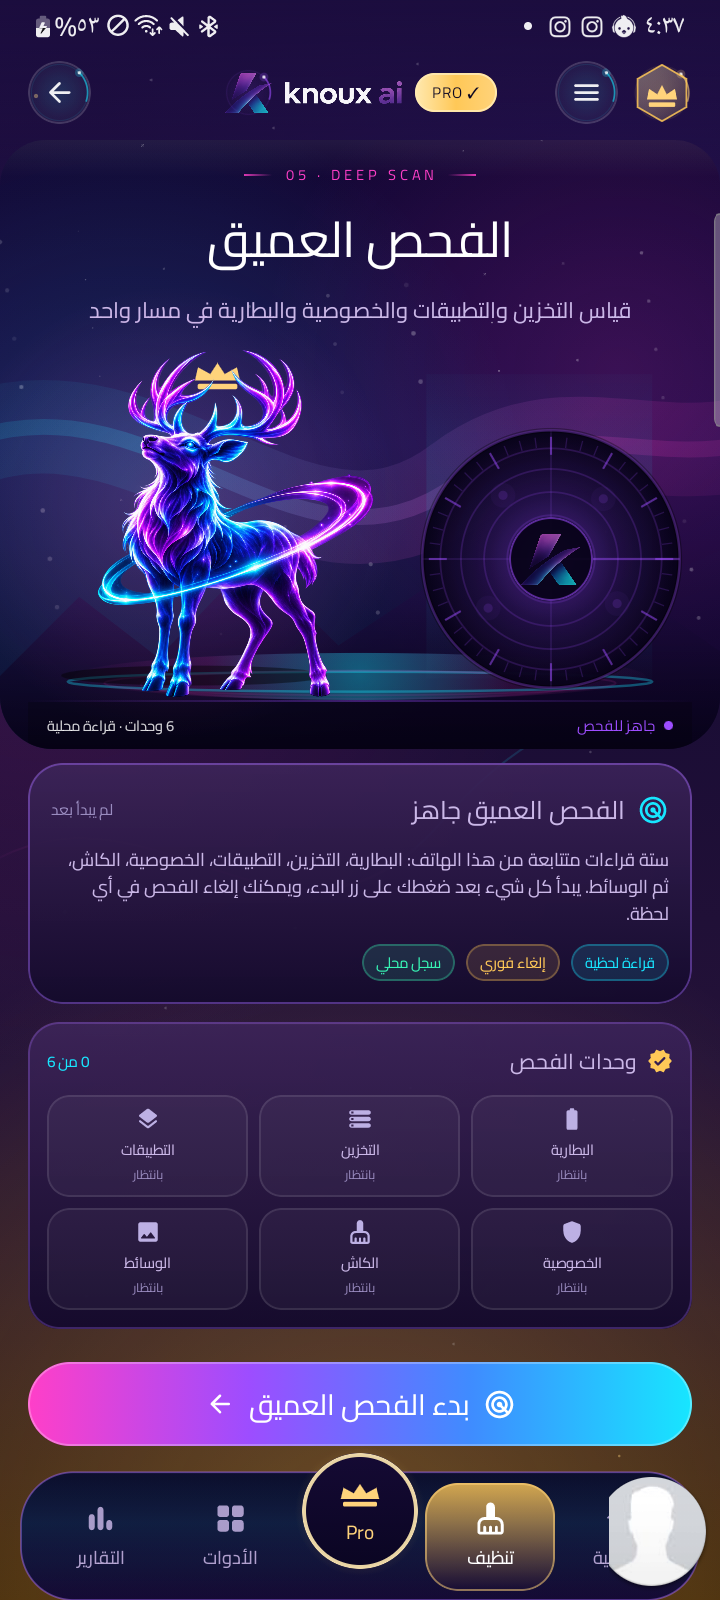 ٤:٣٧
%٥٣
knoux ai
PRO ✓
05 · DEEP SCAN
الفحص العميق
قياس التخزين والتطبيقات والخصوصية والبطارية في مسار واحد
جاهز للفحص
6 وحدات · قراءة محلية
الفحص العميق جاهز
لم يبدأ بعد
ستة قراءات متتابعة من هذا الهاتف: البطارية، التخزين، التطبيقات، الخصوصية، الكاش،
ثم الوسائط. يبدأ كل شيء بعد ضغطك على زر البدء، ويمكنك إلغاء الفحص في أي
لحظة.
قراءة لحظية
إلغاء فوري
سجل محلي
وحدات الفحص
0 من 6
البطارية
بانتظار
التخزين
بانتظار
التطبيقات
بانتظار
الخصوصية
بانتظار
الكاش
بانتظار
الوسائط
بانتظار
بدء الفحص العميق
تنظيف
Pro
الأدوات
التقارير